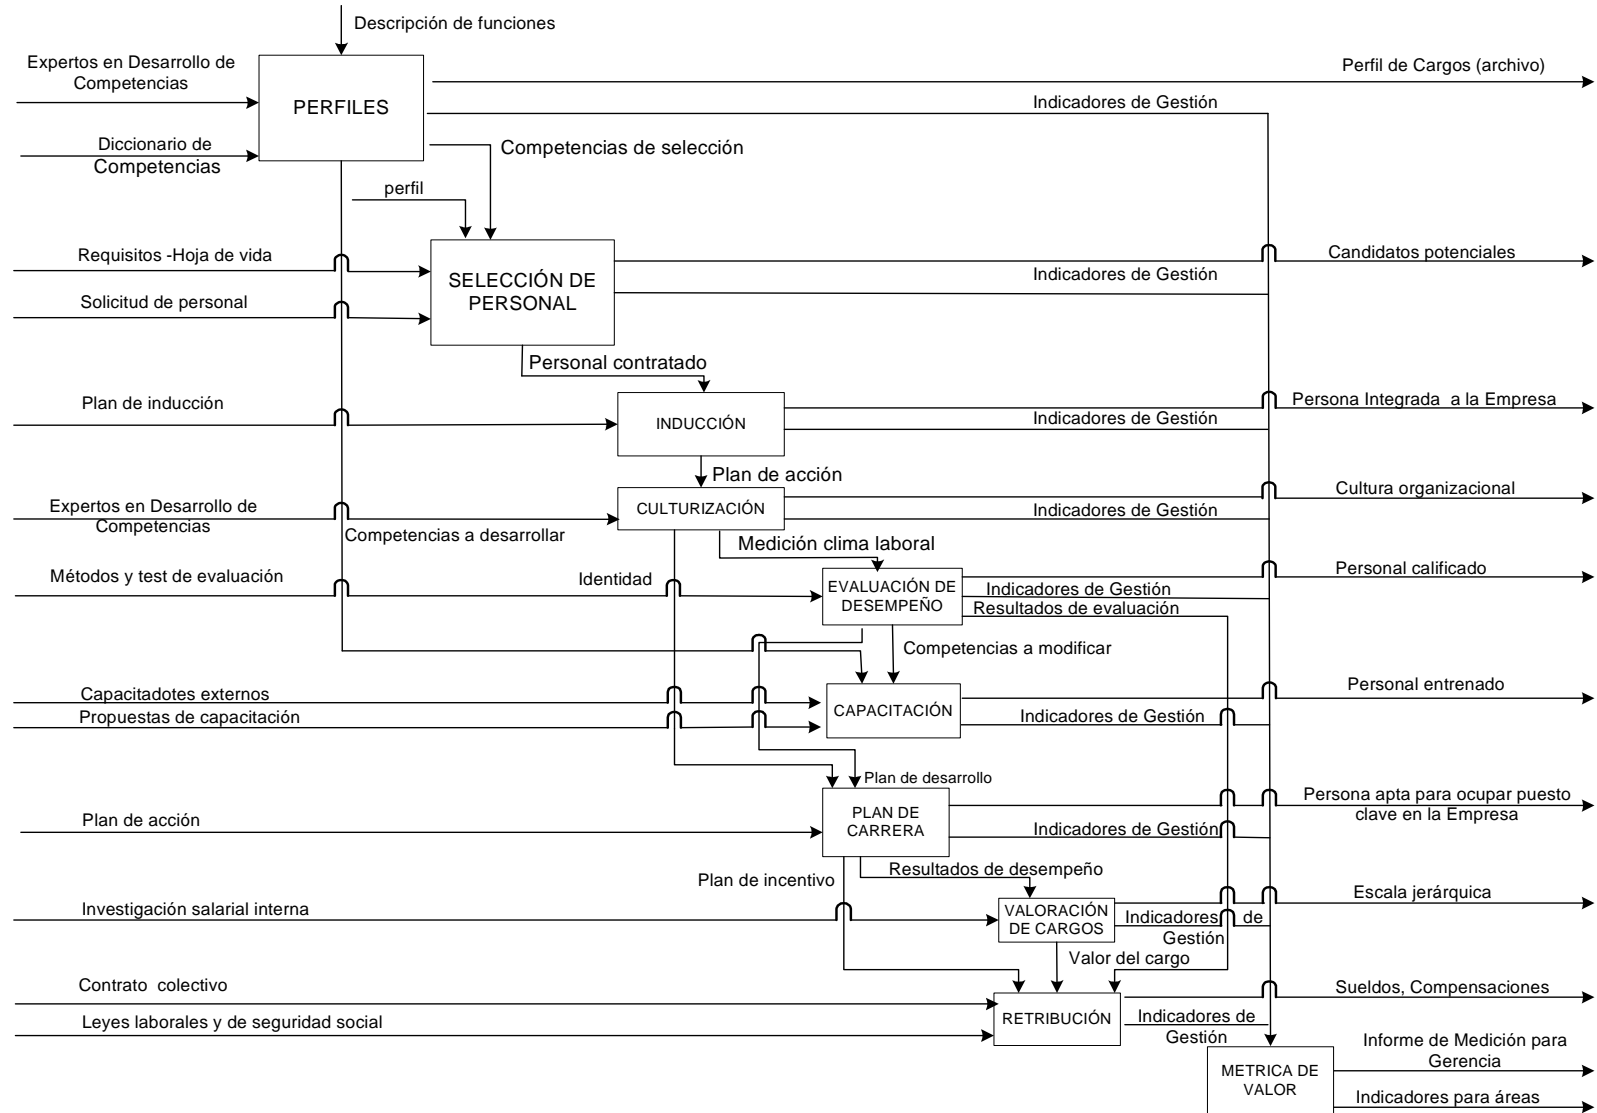 Descripción de funciones
Expertos en Desarrollo de
Competencias
PERFILES
Perfil de Cargos (archivo)
Indicadores de Gestión
Diccionario de
Competencias
Competencias de selección
perfil
Requisitos -Hoja de vida
SELECCIÓN DE
PERSONAL
Candidatos potenciales
Indicadores de Gestión
Solicitud de personal
Personal contratado
Plan de inducción
INDUCCIÓN
Persona Integrada a la Empresa
Indicadores de Gestión
Plan de acción
Expertos en Desarrollo de
Competencias
Competencias a desarrollar
CULTURIZACIÓN
Cultura organizacional
Indicadores de Gestión
Medición clima laboral
Métodos y test de evaluación
Identidad
EVALUACIÓN DE
DESEMPEÑO
Personal calificado
Indicadores de Gestión
Resultados de evaluación
Competencias a modificar
Capacitadotes externos
Propuestas de capacitación
CAPACITACIÓN
Personal entrenado
Indicadores de Gestión
Plan de desarrollo
Plan de acción
PLAN DE
CARRERA
Persona apta para ocupar puesto
clave en la Empresa
Indicadores de Gestión
Resultados de desempeño
Plan de incentivo
Investigación salarial interna
VALORACIÓN
DE CARGOS
Escala jerárquica
Indicadores de
Gestión
Valor del cargo
Contrato colectivo
Leyes laborales y de seguridad social
RETRIBUCIÓN
Sueldos, Compensaciones
Indicadores de
Gestión
METRICA DE
VALOR
Informe de Medición para
Gerencia
Indicadores para áreas